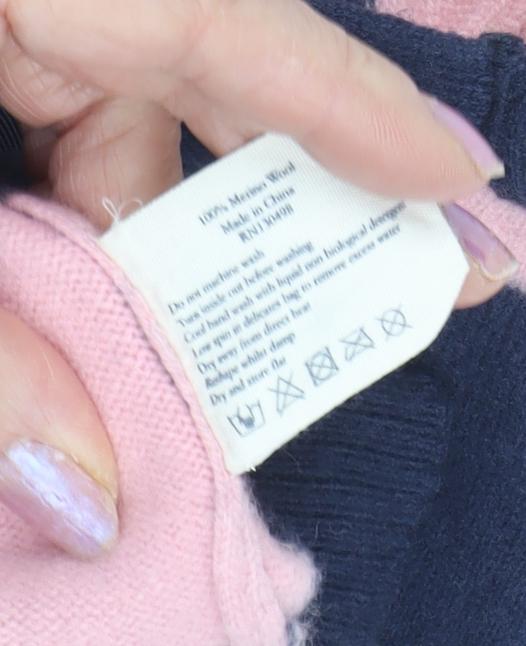 100% Merino Wool
Made in China
RN130498
Do not machine wash
Turn inside out before washing
Cool hand wash with liquid non biological detergent
Low spin in delicates bag to remove excess water
Dry away from direct heat
Reshape whilst damp
Dry and store flat